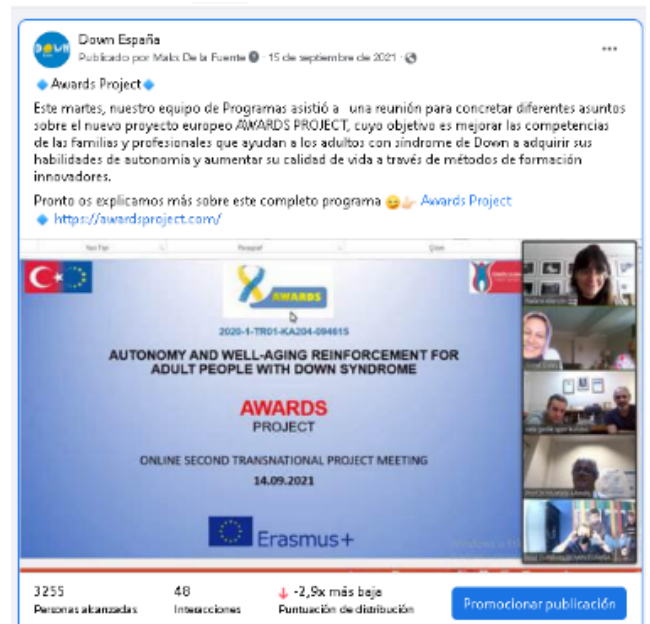 Down España
Publicado por Maks De la Fuente · 15 de septiembre de 2021 ·
Awards Project
Este martes, nuestro equipo de Programas asistió a una reunión para concretar diferentes asuntos
sobre el nuevo proyecto europeo AWARDS PROJECT, cuyo objetivo es mejorar las competencias
de las familias y profesionales que ayudan a los adultos con síndrome de Down a adquirir sus
habilidades de autonomía y aumentar su calidad de vida a través de métodos de formación
innovadores.
Pronto os explicamos más sobre este completo programa 😄👉 Awards Project
https://awardsproject.com/
AWARDS
2020-1-TR01-KA204-094615
AUTONOMY AND WELL-AGING REINFORCEMENT FOR
ADULT PEOPLE WITH DOWN SYNDROME
AWARDS
PROJECT
ONLINE SECOND TRANSNATIONAL PROJECT MEETING
14.09.2021
Erasmus+
3255
Personas alcanzadas
48
Interacciones
-2,9x más baja
Puntuación de distribución
Promocionar publicación